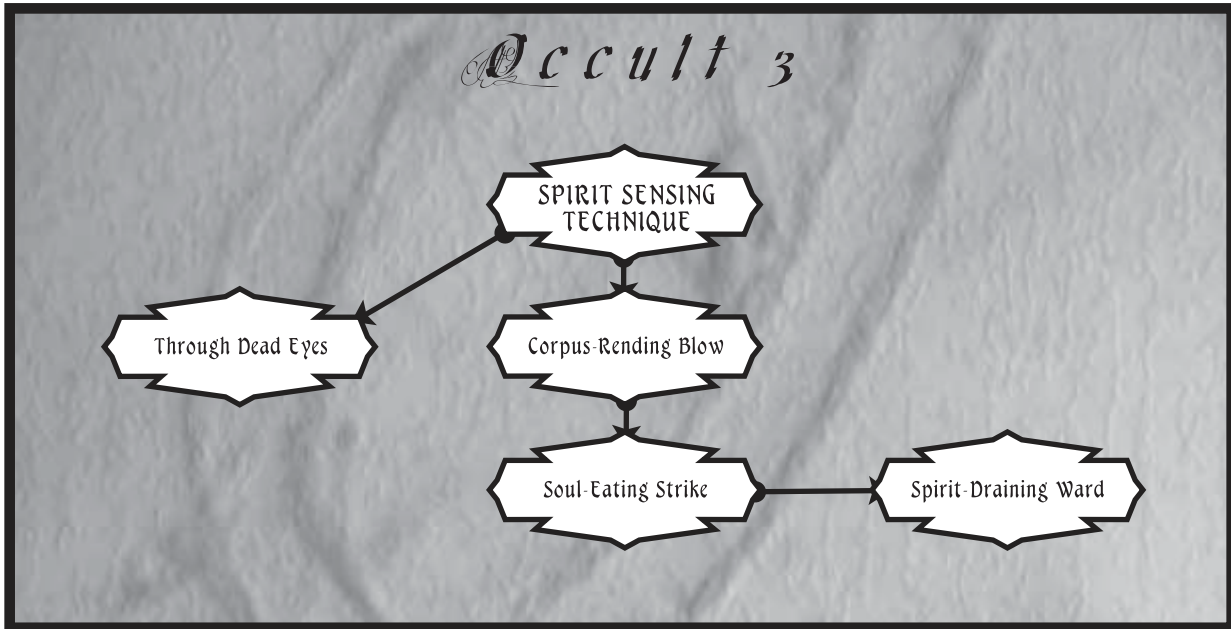 Occult 3
SPIRIT SENSING
TECHNIQUE
Through Dead Eyes
Corpus-Rending Blow
Soul-Eating Strike
Spirit-Draining Ward